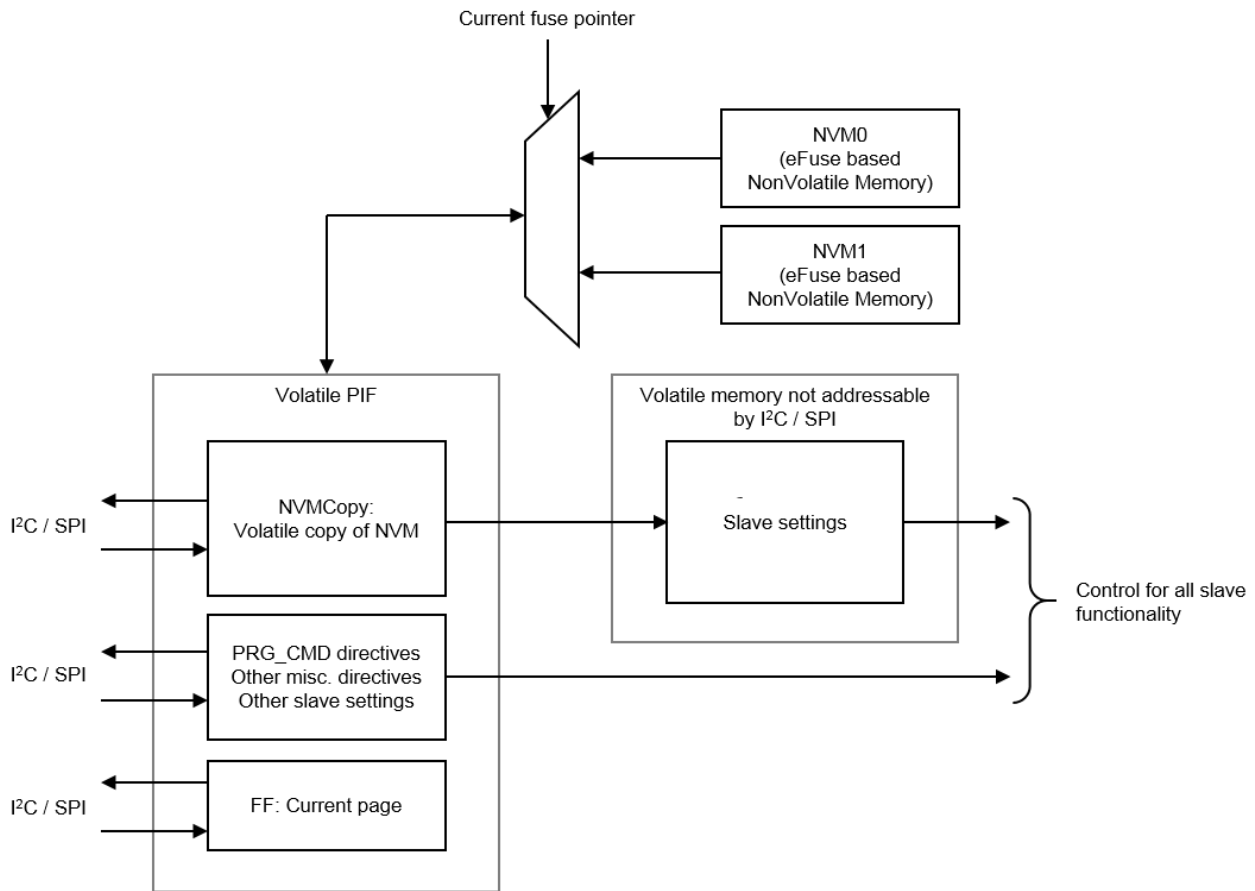 Current fuse pointer
NVM0
(eFuse based
NonVolatile Memory)
NVM1
(eFuse based
NonVolatile Memory)
Volatile PIF
Volatile memory not addressable
by I²C / SPI
I²C / SPI
NVMCopy:
Volatile copy of NVM
Slave settings
Control for all slave
functionality
I²C / SPI
PRG_CMD directives
Other misc. directives
Other slave settings
I²C / SPI
FF: Current page